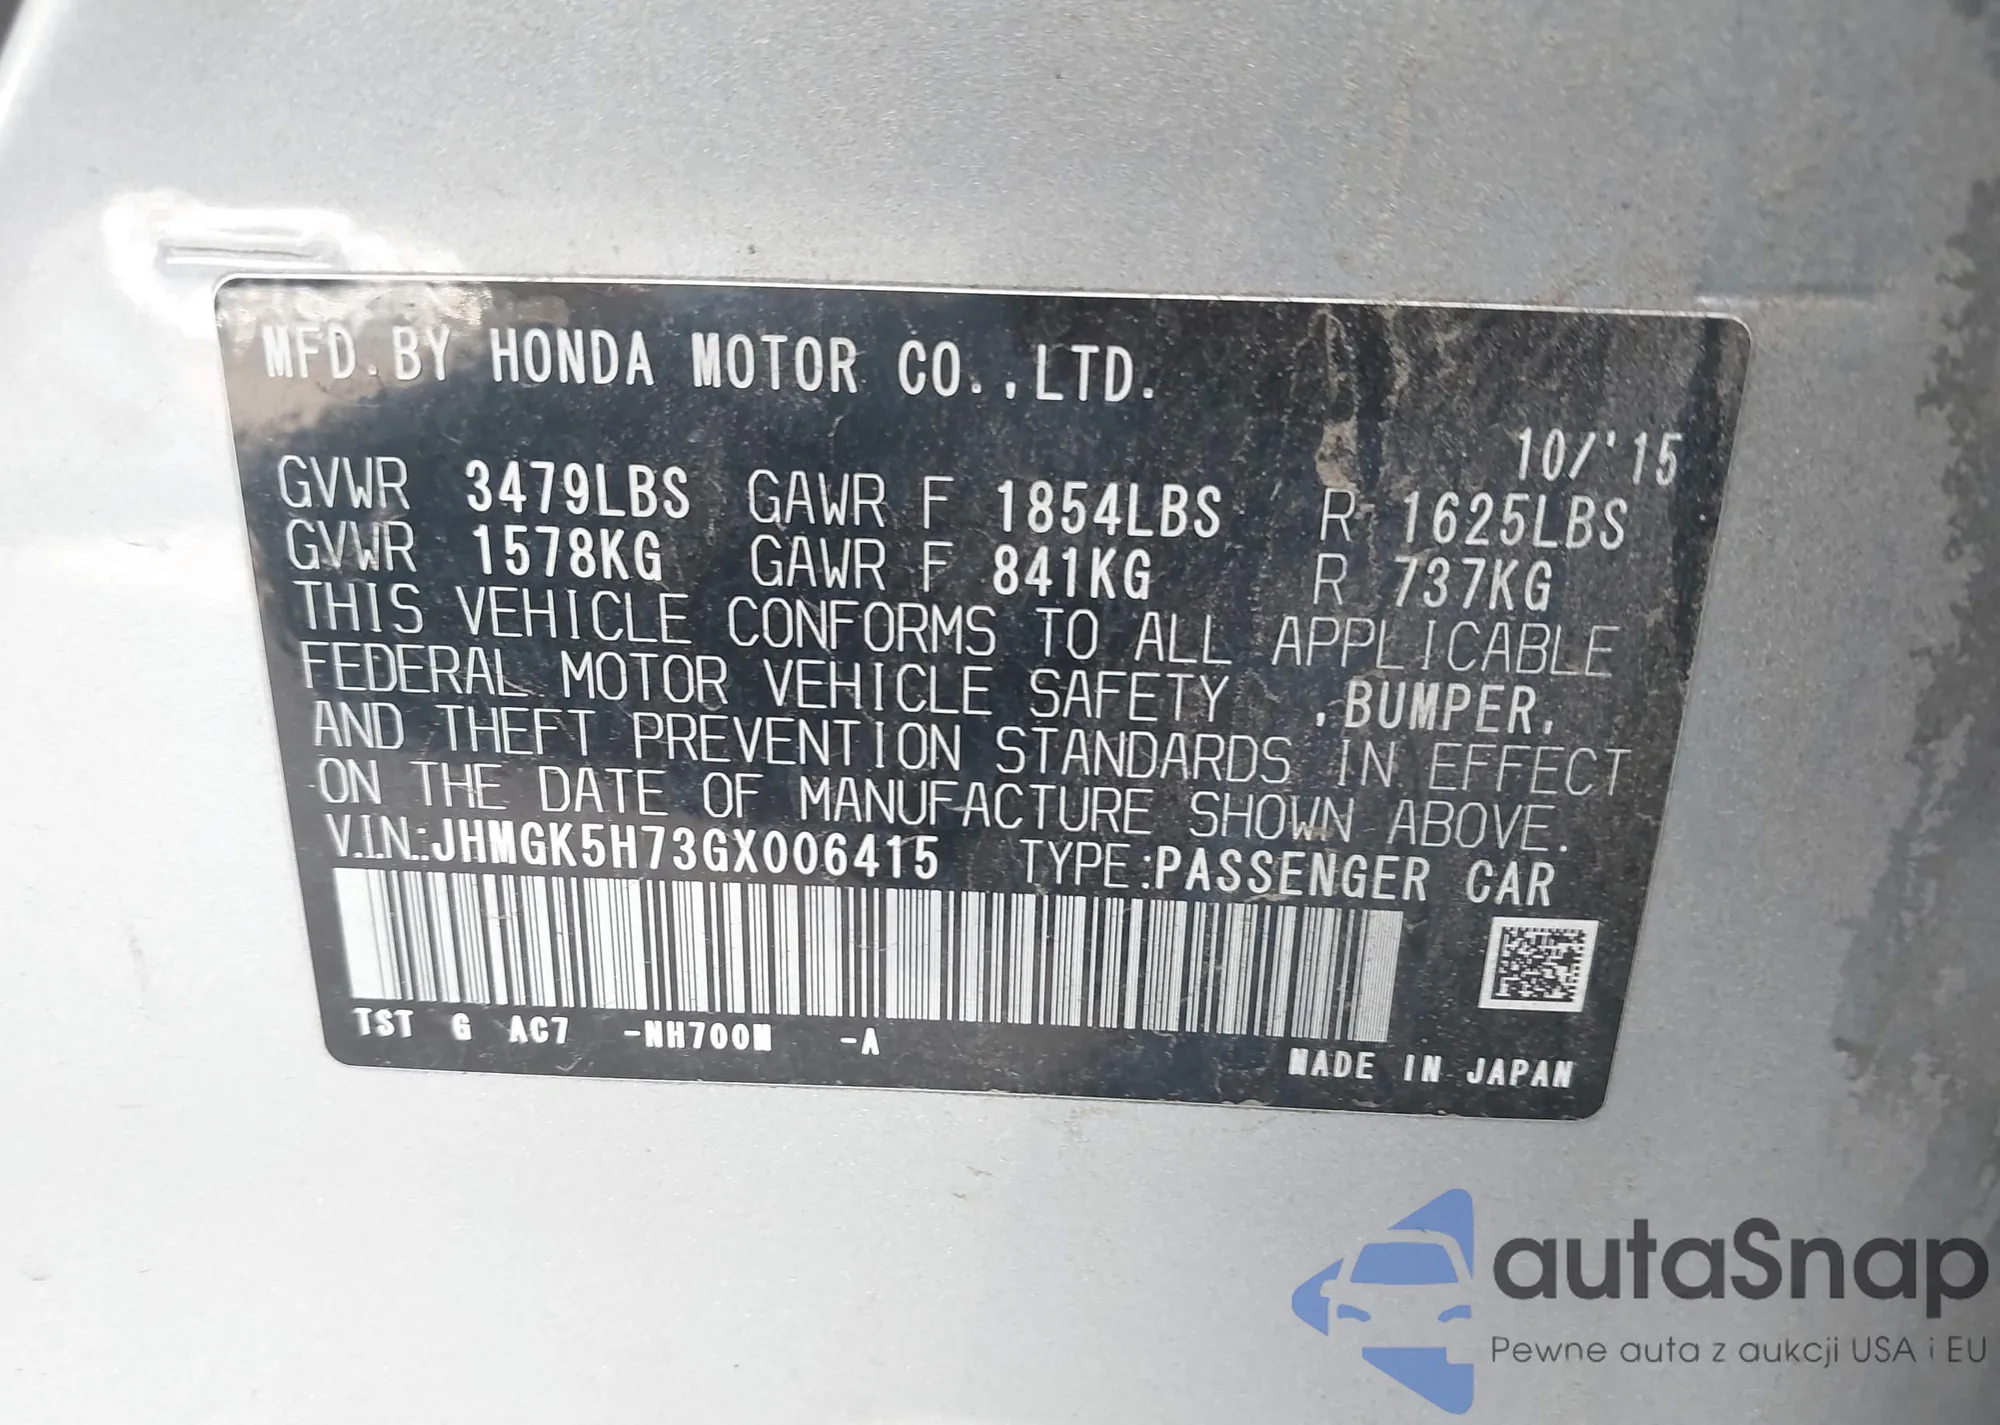 MFD. BY HONDA MOTOR CO., LTD.
10/'15
GVWR 3479LBS GAWR F 1854LBS R 1625LBS
GVWR 1578KG GAWR F 841KG R 737KG
THIS VEHICLE CONFORMS TO ALL APPLICABLE
FEDERAL MOTOR VEHICLE SAFETY , BUMPER,
AND THEFT PREVENTION STANDARDS IN EFFECT
ON THE DATE OF MANUFACTURE SHOWN ABOVE.
V.I.N.:JHMGK5H73GX006415 TYPE:PASSENGER CAR
TST G AC7 -NH700M -A
MADE IN JAPAN
autaSnap
Pewne auta z aukcji USA i EU